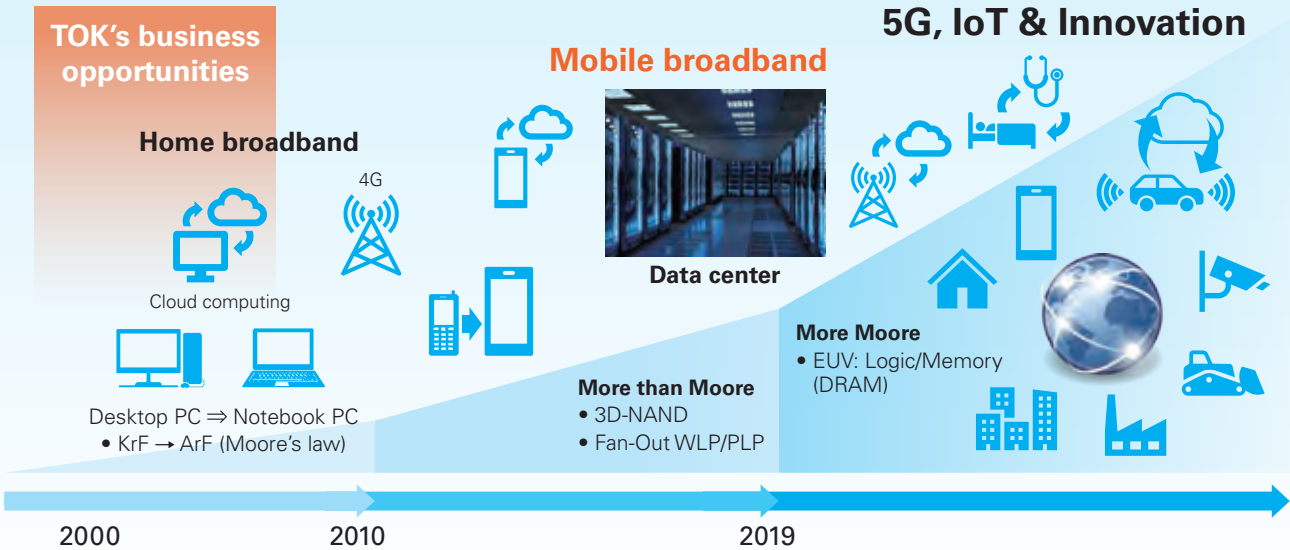 TOK's business
opportunities
Home broadband
4G
Cloud computing
Desktop PC ⇒ Notebook PC
• KrF → ArF (Moore's law)
Mobile broadband
Data center
More than Moore
• 3D-NAND
• Fan-Out WLP/PLP
5G, IoT & Innovation
More Moore
• EUV: Logic/Memory
(DRAM)
2000
2010
2019